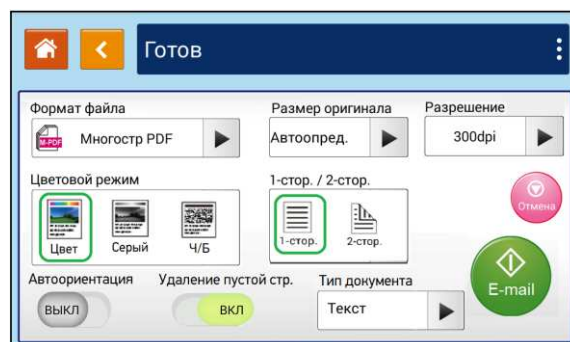 Готов
Формат файла
Размер оригинала
Разрешение
M-PDF
Многостр PDF
Автоопред.
300dpi
Цветовой режим
1-стор. / 2-стор.
Отмена
Цвет
Серый
Ч/Б
1-стор.
2-стор.
Автоориентация
Удаление пустой стр.
Тип документа
E-mail
ВЫКЛ
ВКЛ
Текст